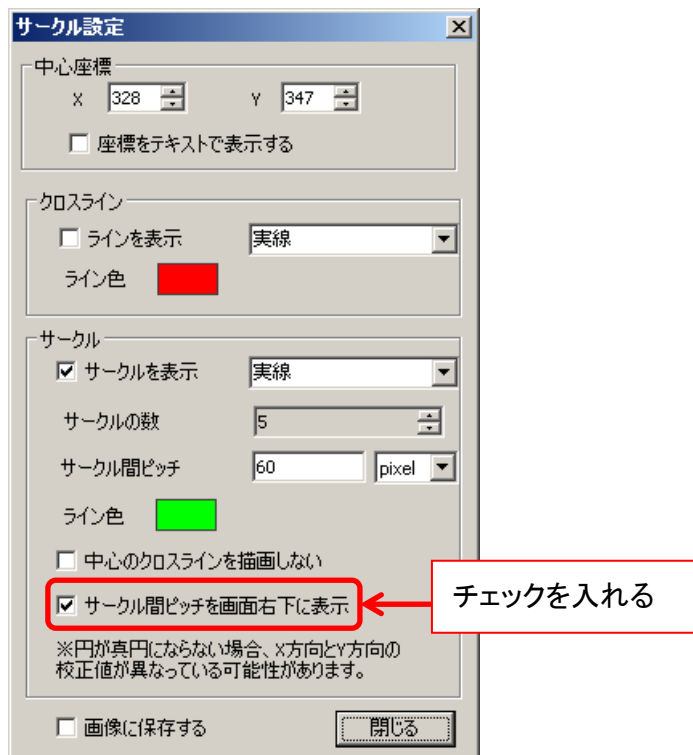 サークル設定
中心座標
X 328 Y 347
座標をテキストで表示する
クロスライン
ラインを表示 実線
ライン色
サークル
サークルを表示 実線
サークルの数 5
サークル間ピッチ 60 pixel
ライン色
中心のクロスラインを描画しない
サークル間ピッチを画面右下に表示
チェックを入れる
※円が真円にならない場合、X方向とY方向の
校正値が異なっている可能性があります。
画像に保存する 閉じる